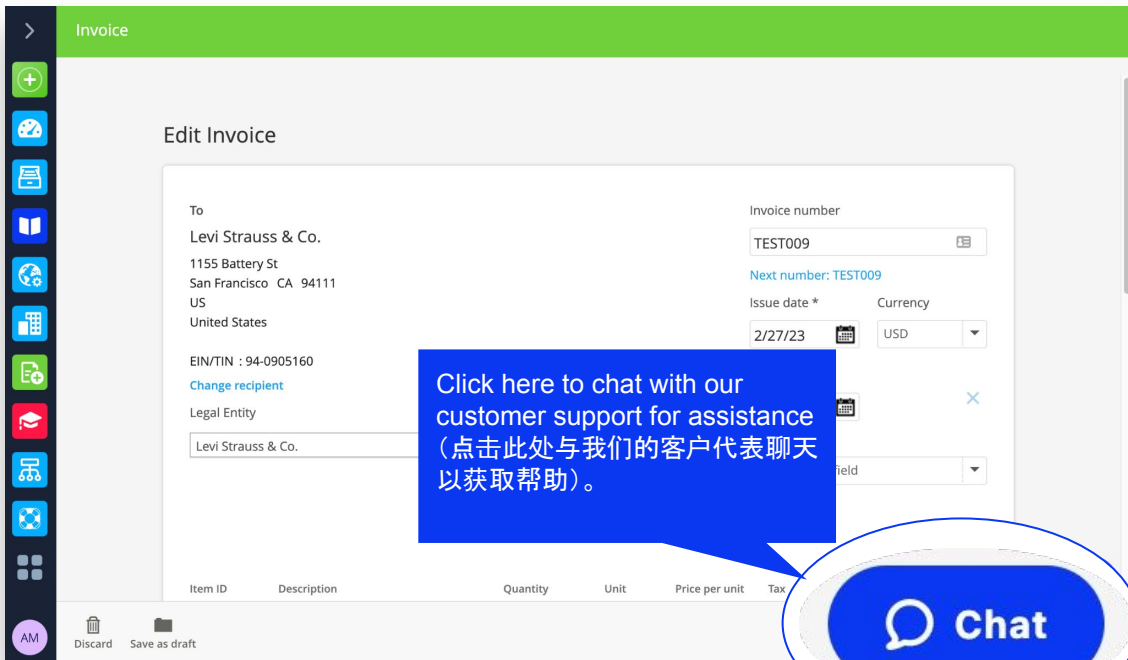 Invoice
Edit Invoice
To
Levi Strauss & Co.
1155 Battery St
San Francisco CA 94111
US
United States
EIN/TIN : 94-0905160
Change recipient
Legal Entity
Levi Strauss & Co.
Invoice number
TEST009
Next number: TEST009
Issue date * Currency
2/27/23 USD
field
Click here to chat with our
customer support for assistance
（点击此处与我们的客户代表聊天
以获取帮助）。
Item ID Description Quantity Unit Price per unit Tax
AM Discard Save as draft
Chat